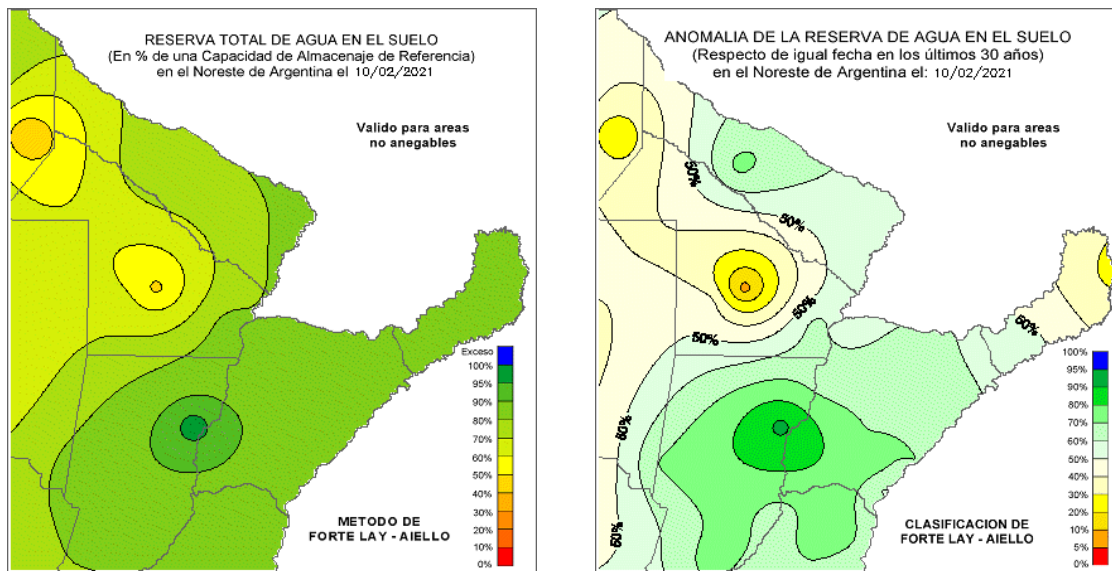 RESERVA TOTAL DE AGUA EN EL SUELO
(En % de una Capacidad de Almacenaje de Referencia)
en el Noreste de Argentina el 10/02/2021
Valido para areas
no anegables
Exceso
100%
95%
90%
80%
70%
60%
50%
40%
30%
20%
10%
0%
METODO DE
FORTE LAY - AIELLO
ANOMALIA DE LA RESERVA DE AGUA EN EL SUELO
(Respecto de igual fecha en los últimos 30 años)
en el Noreste de Argentina el: 10/02/2021
Valido para areas
no anegables
50%
50%
50%
50%
50%
50%
50%
100%
95%
90%
80%
70%
60%
50%
40%
30%
20%
10%
5%
0%
CLASIFICACION DE
FORTE LAY - AIELLO